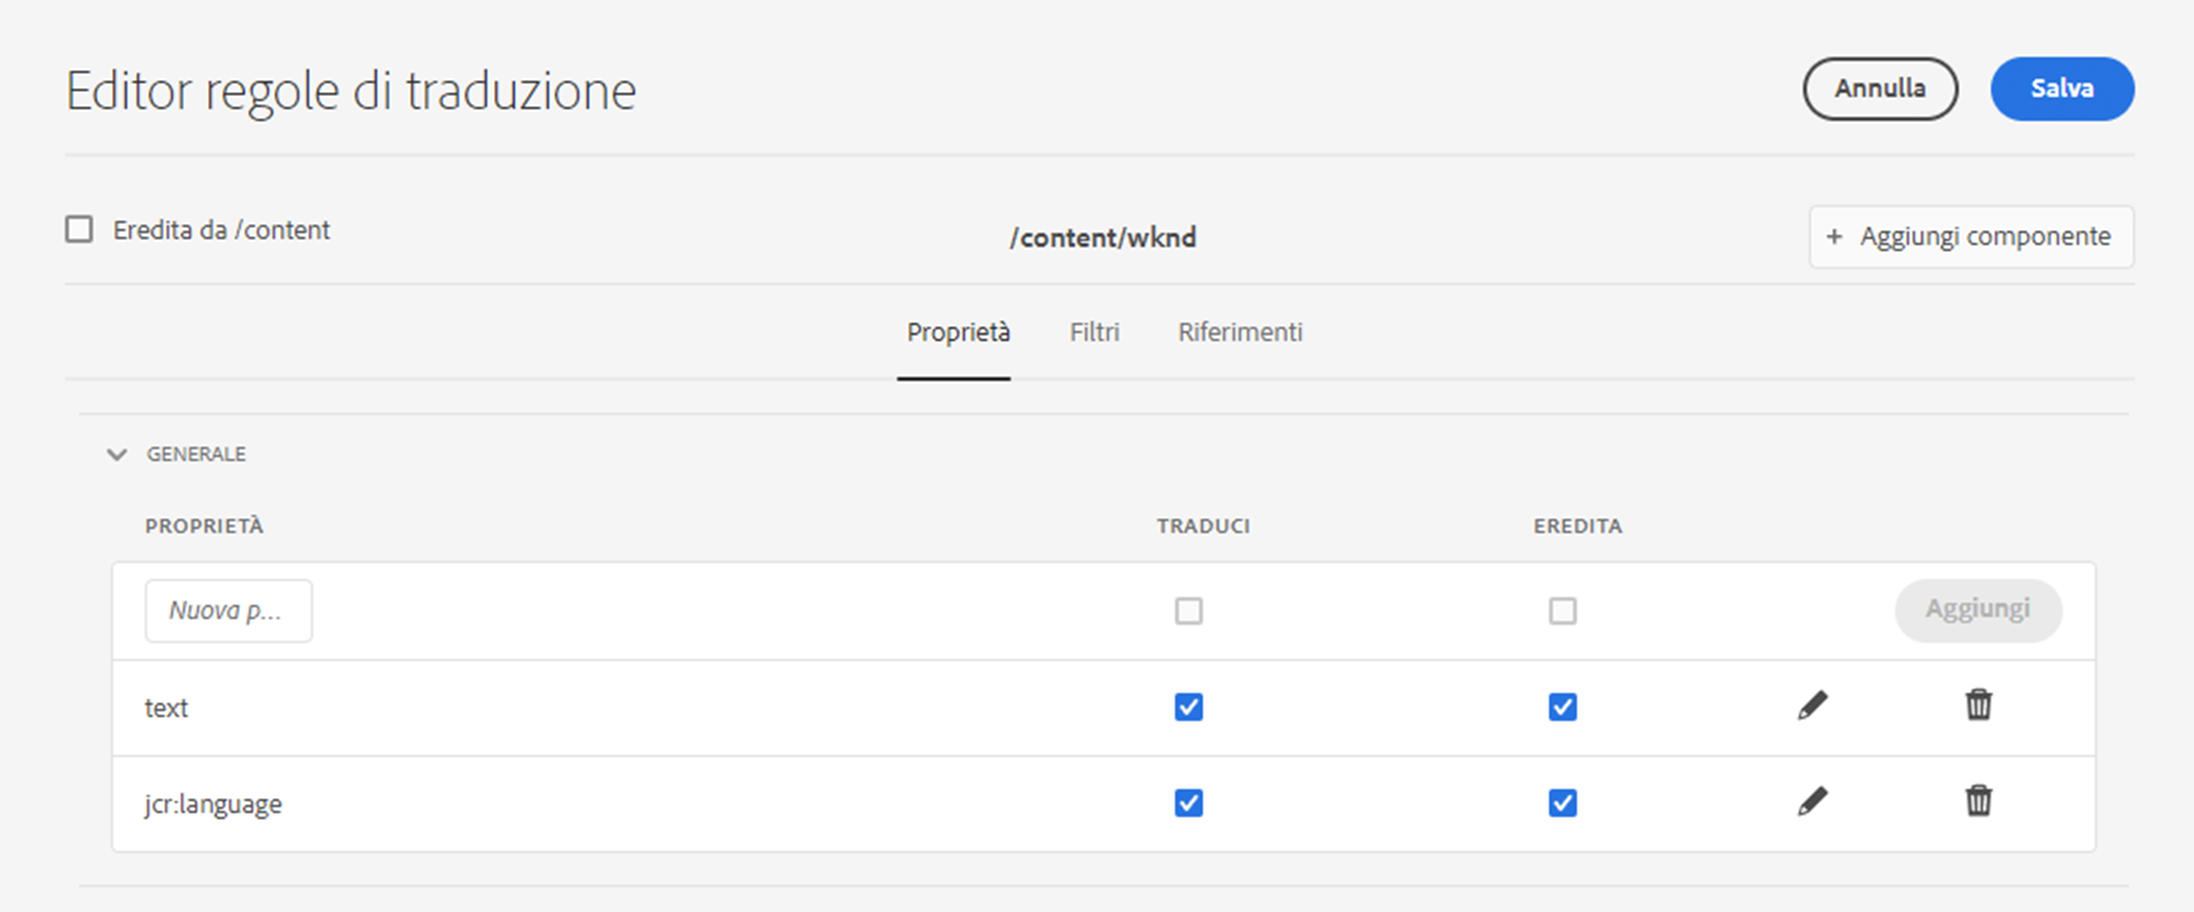 Editor regole di traduzione
Annulla
Salva
Eredita da /content
/content/wknd
+ Aggiungi componente
Proprietà
Filtri
Riferimenti
GENERALE
PROPRIETÀ
TRADUCI
EREDITA
Nuova p...
Aggiungi
text
jcr:language